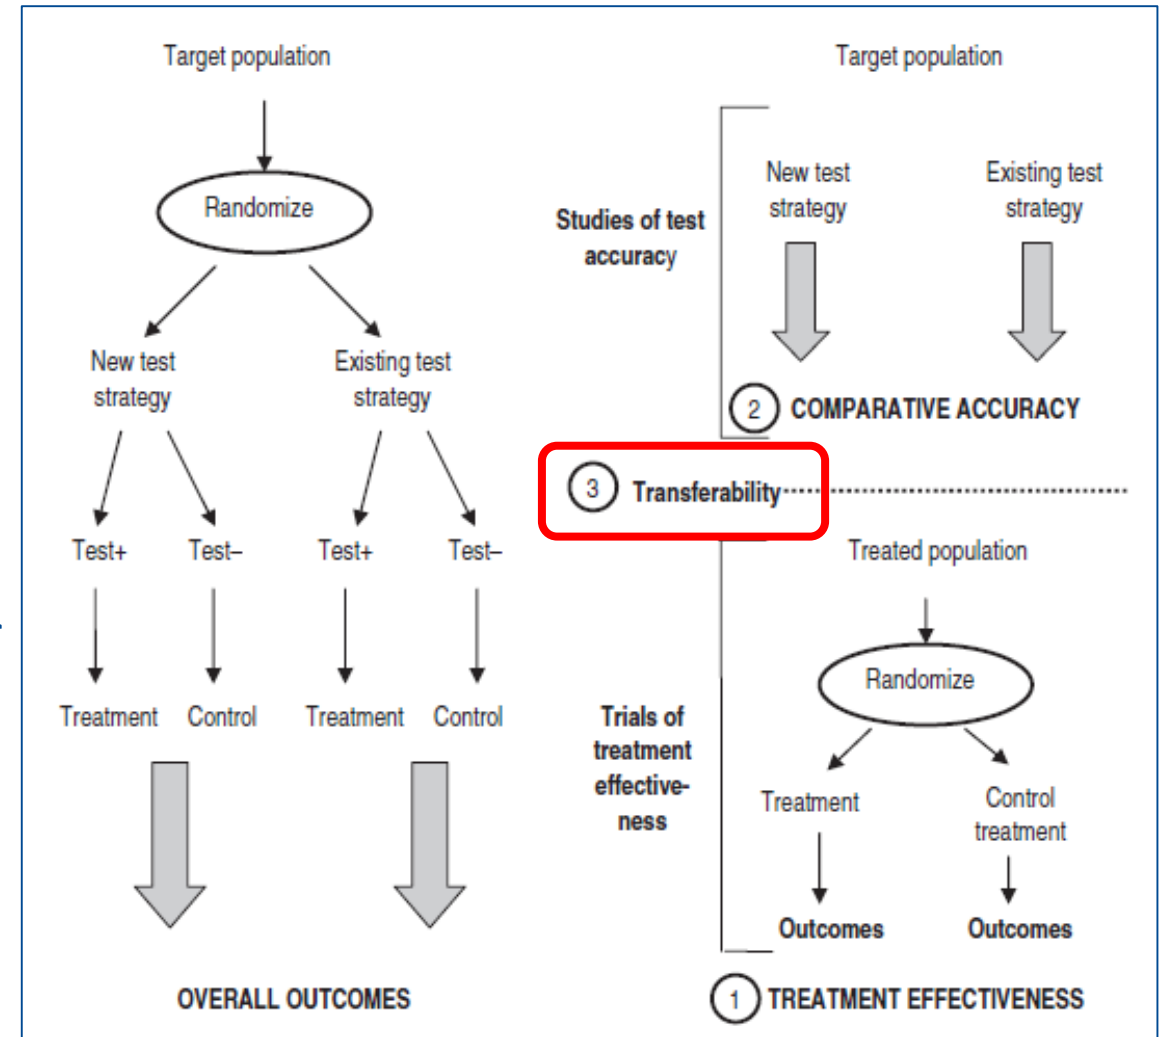 Target population
Randomize
New test
strategy
Existing test
strategy
Test+
Test–
Test+
Test–
Treatment
Control
Treatment
Control
OVERALL OUTCOMES
Target population
Studies of test
accuracy
New test
strategy
Existing test
strategy
2 COMPARATIVE ACCURACY
3 Transferability
Treated population
Randomize
Trials of
treatment
effective-
ness
Treatment
Control
treatment
Outcomes
Outcomes
1 TREATMENT EFFECTIVENESS